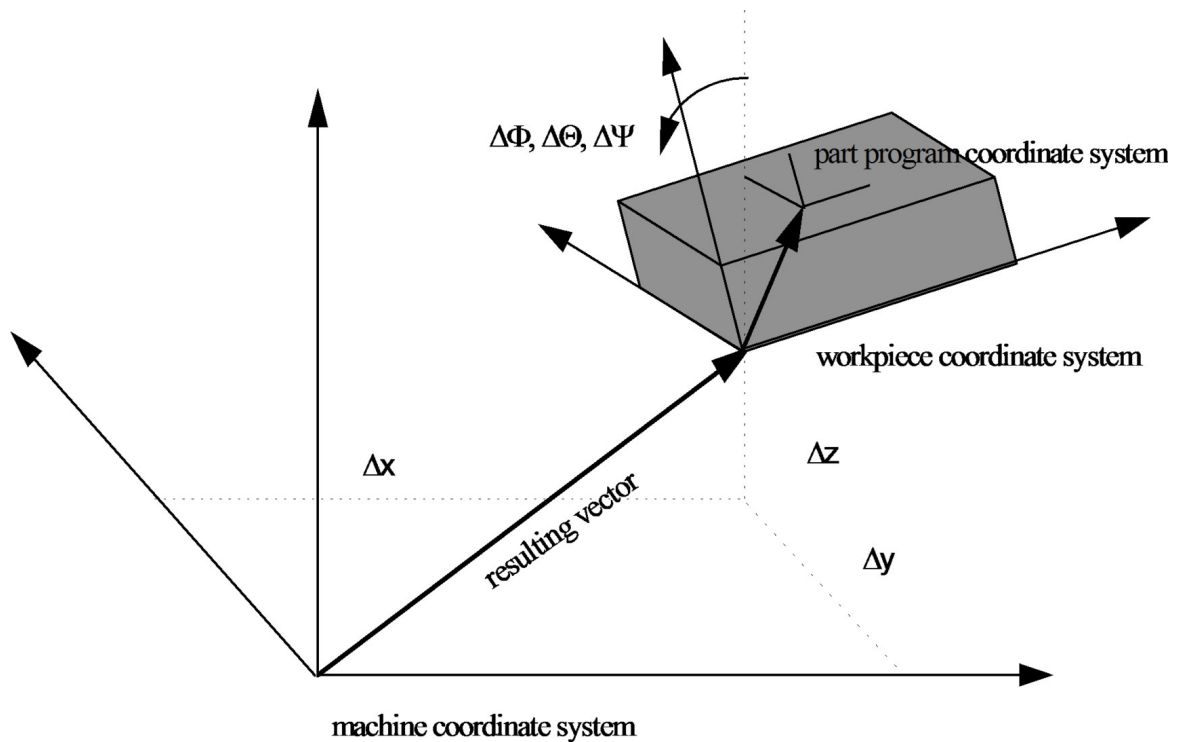 ΔΦ, ΔΘ, ΔΨ
part program coordinate system
workpiece coordinate system
Δx
Δz
resulting vector
Δy
machine coordinate system